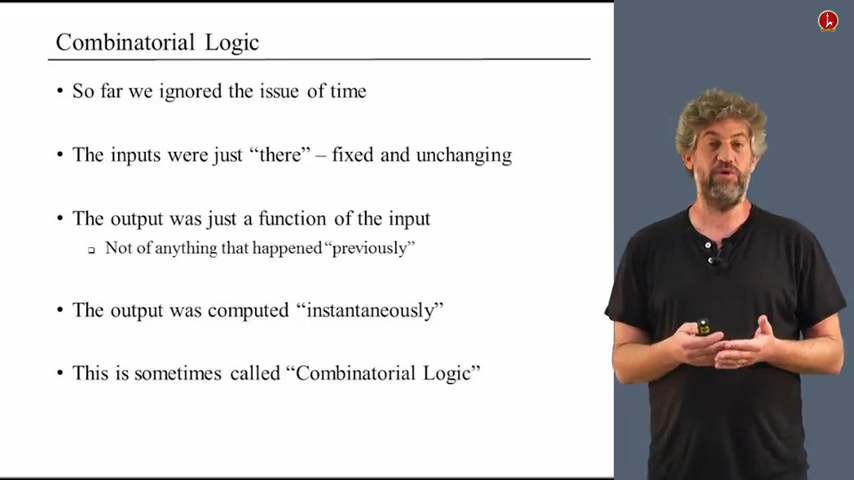 Combinatorial Logic
• So far we ignored the issue of time
• The inputs were just “there” – fixed and unchanging
• The output was just a function of the input
❑ Not of anything that happened“previously”
• The output was computed “instantaneously”
• This is sometimes called “Combinatorial Logic”